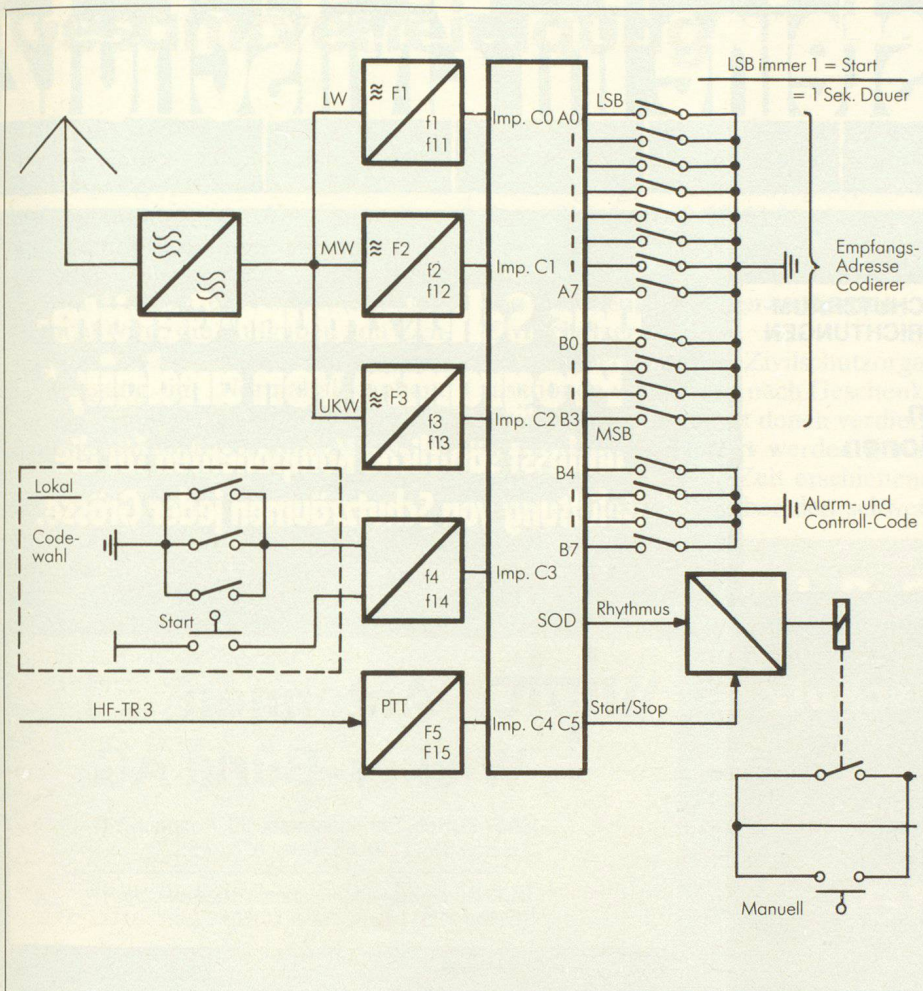 LSB immer 1 = Start
= 1 Sek. Dauer
LW
F1
f1
f11
Imp. C0 A0
LSB
MW
F2
f2
f12
Imp. C1
A7
Empfangs-
Adresse
Codierer
B0
UKW
F3
f3
f13
Imp. C2 B3
MSB
B4
Lokal
Code-
wahl
Start
f4
f14
Imp. C3
B7
Alarm- und
Controll-Code
SOD
Rhythmus
HF-TR 3
PTT
F5
F15
Imp. C4 C5
Start/Stop
Manuell